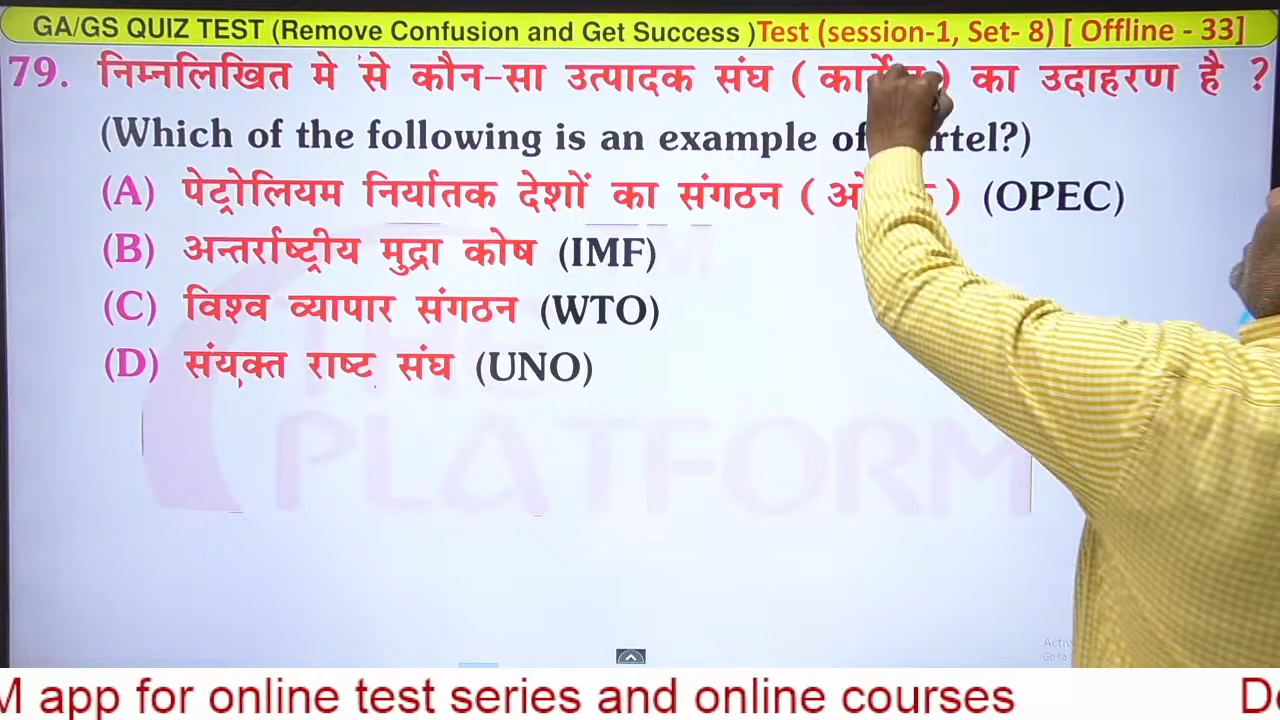 GA/GS QUIZ TEST (Remove Confusion and Get Success )Test (session-1, Set- 8) [ Offline - 33]
79. निम्नलिखित मे से कौन-सा उत्पादक संघ ( ) का उदाहरण है ?
(Which of the following is an example of
(A) पेट्रोलियम निर्यातक देशों का संगठन ( ) (OPEC)
(B) अन्तर्राष्ट्रीय मुद्रा कोष (IMF)
(C) विश्व व्यापार संगठन (WTO)
(D) संयुक्त राष्ट संघ (UNO)
THE
PLATFORM
app for online test series and online courses